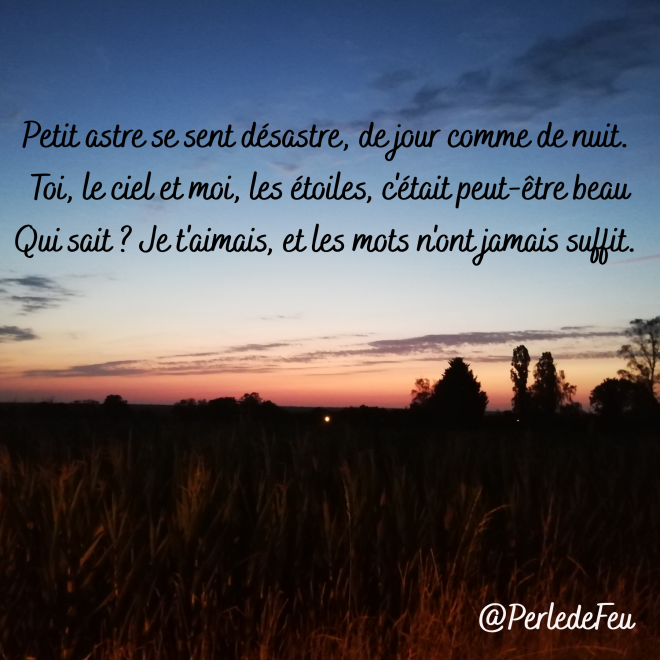 Petit astre se sent désastre, de jour comme de nuit.
Toi, le ciel et moi, les étoiles, c'était peut-être beau
Qui sait ? Je t'aimais, et les mots n'ont jamais suffit.
@PerledeFeu